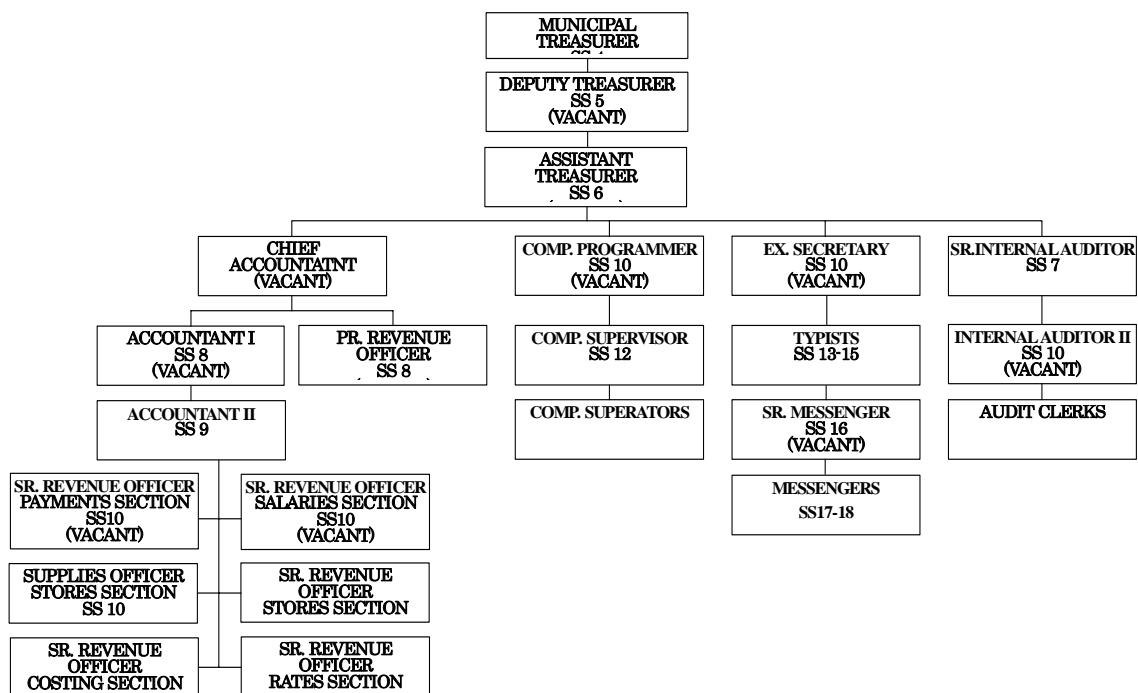 MUNICIPAL
TREASURER
DEPUTY TREASURER
SS 5
(VACANT)
ASSISTANT
TREASURER
SS 6
CHIEF
ACCOUNTATNT
(VACANT)
COMP. PROGRAMMER
SS 10
(VACANT)
EX. SECRETARY
SS 10
(VACANT)
SR.INTERNAL AUDITOR
SS 7
ACCOUNTANT I
SS 8
(VACANT)
PR. REVENUE
OFFICER
SS 8
COMP. SUPERVISOR
SS 12
TYPISTS
SS 13-15
INTERNAL AUDITOR II
SS 10
(VACANT)
ACCOUNTANT II
SS 9
COMP. SUPERATORS
SR. MESSENGER
SS 16
(VACANT)
AUDIT CLERKS
SR. REVENUE OFFICER
PAYMENTS SECTION
SS10
(VACANT)
SR. REVENUE OFFICER
SALARIES SECTION
SS10
(VACANT)
MESSENGERS
SS17-18
SUPPLIES OFFICER
STORES SECTION
SS 10
SR. REVENUE
OFFICER
STORES SECTION
SR. REVENUE
OFFICER
COSTING SECTION
SR. REVENUE
OFFICER
RATES SECTION